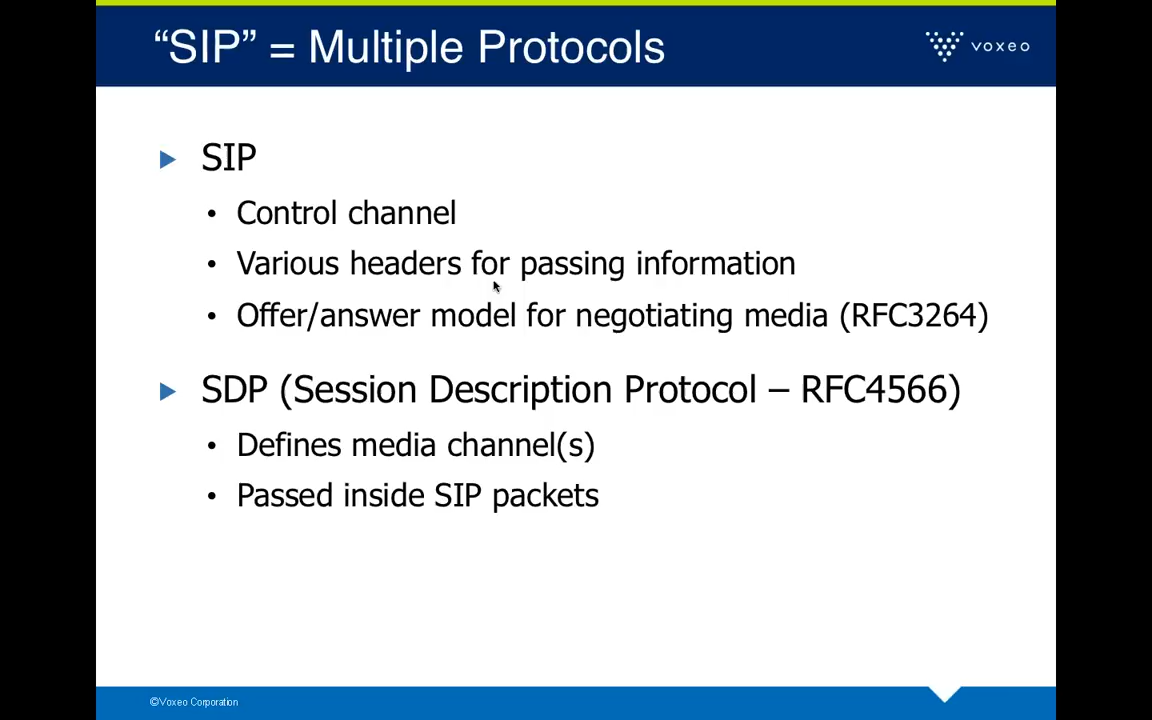 “SIP” = Multiple Protocols
voxeo
SIP
• Control channel
• Various headers for passing information
• Offer/answer model for negotiating media (RFC3264)
SDP (Session Description Protocol – RFC4566)
• Defines media channel(s)
• Passed inside SIP packets
©Voxeo Corporation